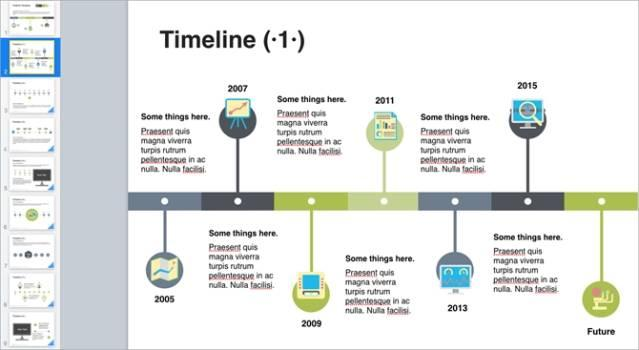 Timeline (·1·)
2007
Some things here.
Praesent quis
magna viverra
turpis rutrum
pellentesque in ac
nulla. Nulla facilisi.
Some things here.
Praesent quis
magna viverra
turpis rutrum
pellentesque in ac
nulla. Nulla facilisi.
2011
Some things here.
Praesent quis
magna viverra
turpis rutrum
pellentesque in ac
nulla. Nulla facilisi.
2015
2005
Some things here.
Praesent quis
magna viverra
turpis rutrum
pellentesque in ac
nulla. Nulla facilisi.
2009
Some things here.
Praesent quis
magna viverra
turpis rutrum
pellentesque in ac
nulla. Nulla facilisi.
2013
Some things here.
Praesent quis
magna viverra
turpis rutrum
pellentesque in ac
nulla. Nulla facilisi.
Future